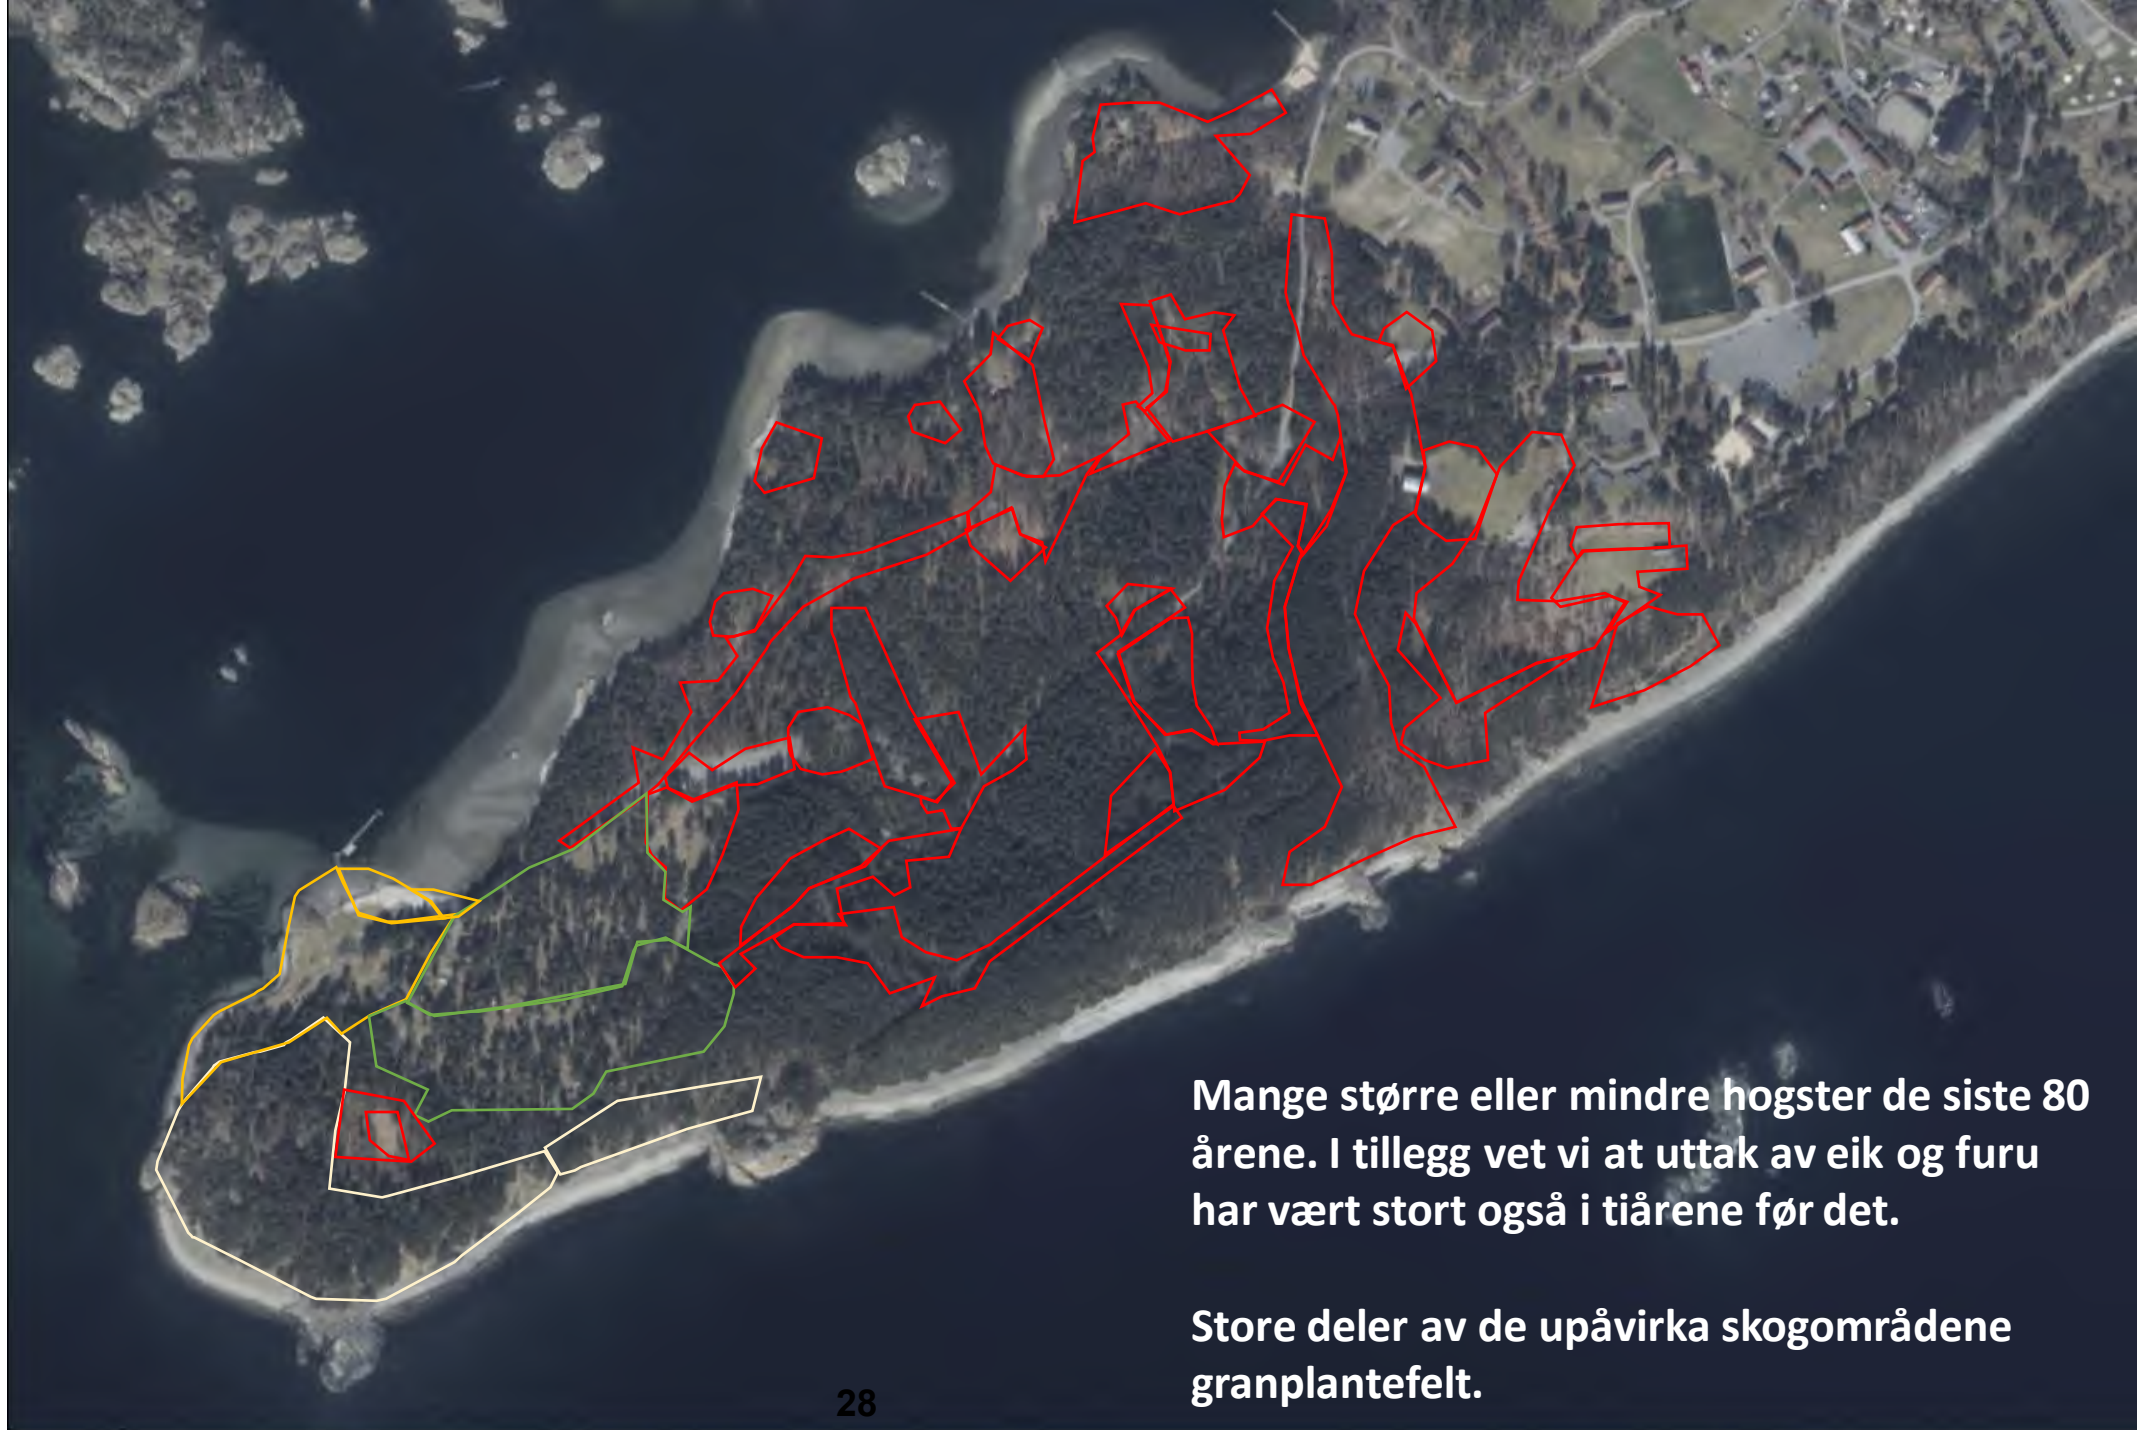 Mange større eller mindre hogster de siste 80
årene. I tillegg vet vi at uttak av eik og furu
har vært stort også i tiårene før det.
Store deler av de upåvirka skogområdene
granplantefelt.
28